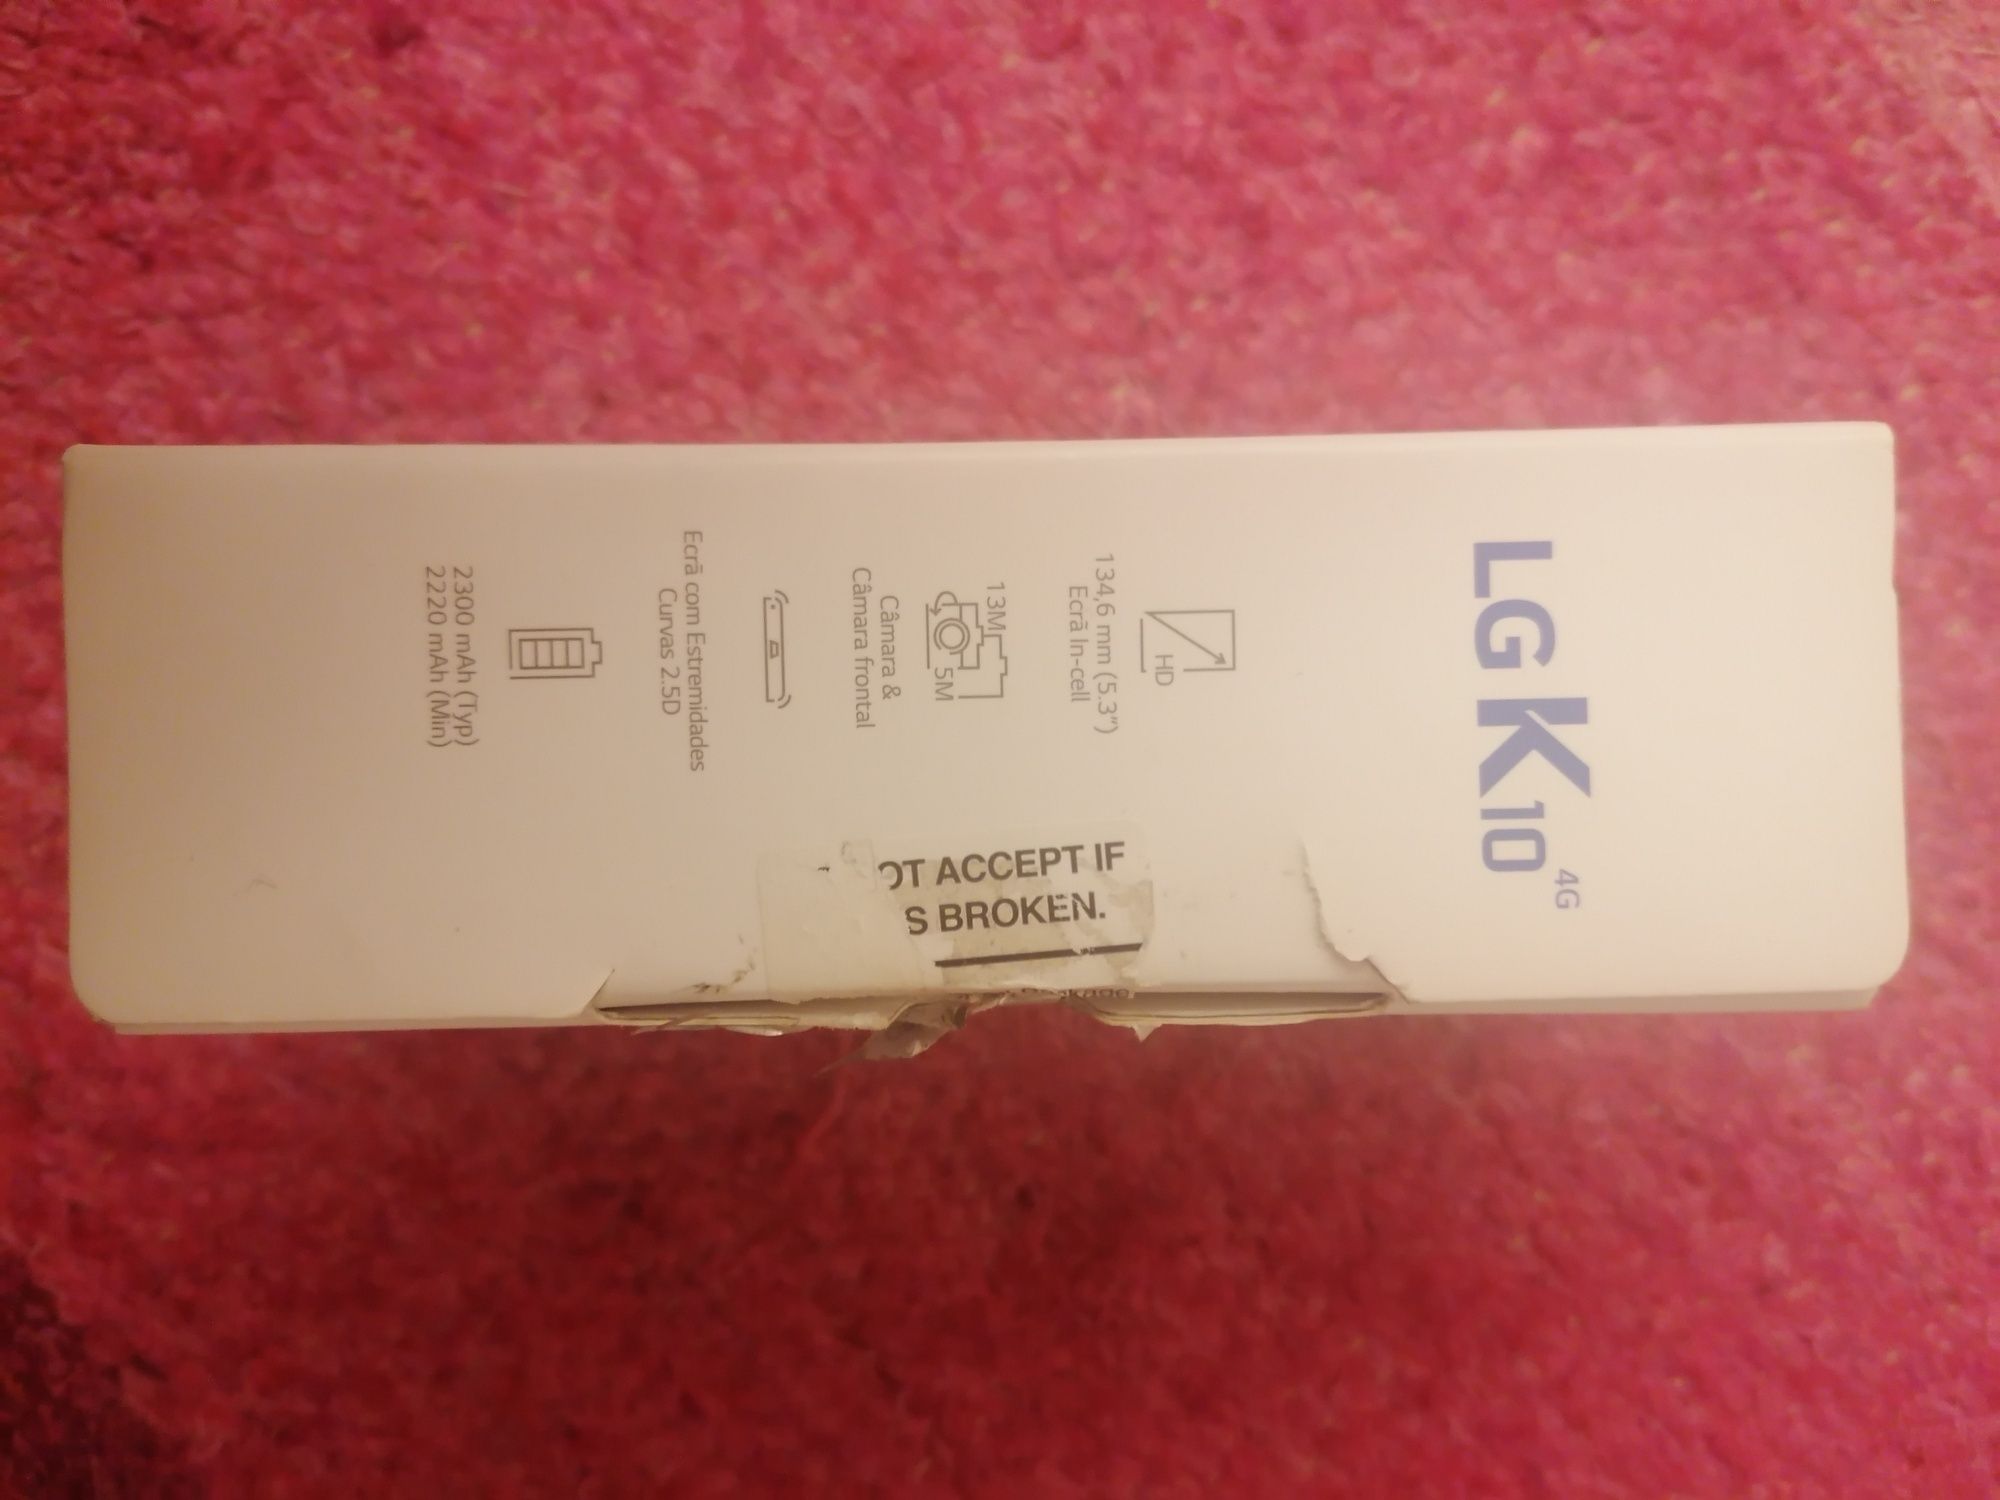 LG K10 4G
HD
134,6 mm (5.3")
Ecrã In-cell
13M
5M
Câmara &
Câmara frontal
Ecrã com Estremidades
Curvas 2.5D
2300 mAh (Typ)
2220 mAh (Min)
OT ACCEPT IF
S BROKEN.